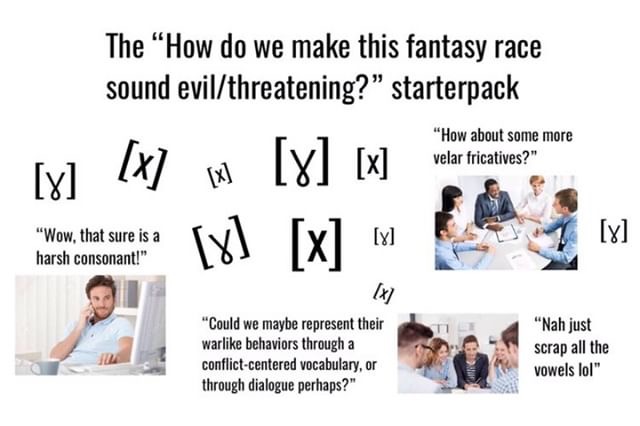 The “How do we make this fantasy race
sound evil/threatening?” starterpack
“How about some more
velar fricatives?”
[ɣ] [x] [x] [ɣ] [x]
“Wow, that sure is a
harsh consonant!”
[ɣ] [x] [ɣ] [ɣ]
[x]
“Could we maybe represent their
warlike behaviors through a
conflict-centered vocabulary, or
through dialogue perhaps?”
“Nah just
scrap all the
vowels lol”